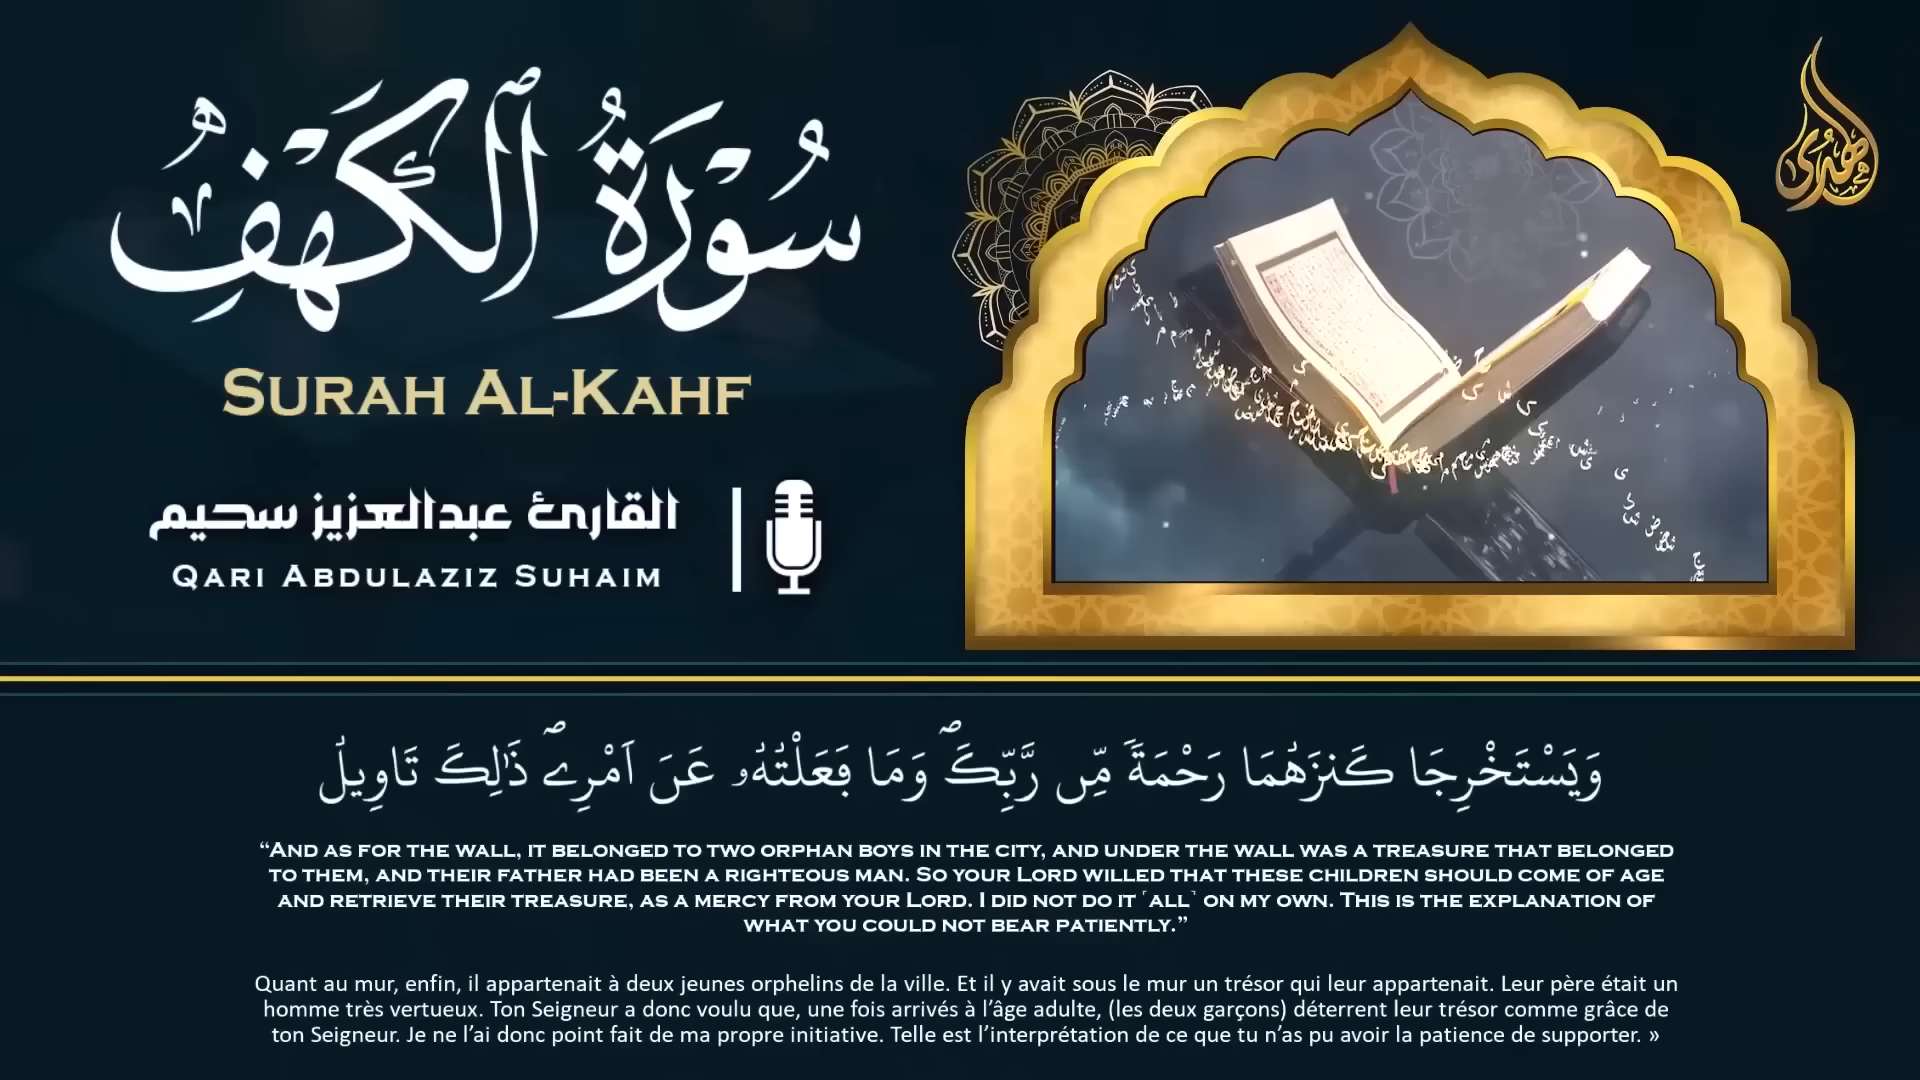 سُورَةُ ٱلْكَهْفِ
SURAH AL-KAHF
القارئ عبدالعزيز سحيم
QARI ABDULAZIZ SUHAIM
الهدى
وَيَسْتَخْرِجَا كَنزَهُمَا رَحْمَةً مِّن رَّبِّكَۖ وَمَا فَعَلْتُهُۥ عَنَ اَمْرِےۖ ذَٰلِكَ تَاوِيلُ
“AND AS FOR THE WALL, IT BELONGED TO TWO ORPHAN BOYS IN THE CITY, AND UNDER THE WALL WAS A TREASURE THAT BELONGED
TO THEM, AND THEIR FATHER HAD BEEN A RIGHTEOUS MAN. SO YOUR LORD WILLED THAT THESE CHILDREN SHOULD COME OF AGE
AND RETRIEVE THEIR TREASURE, AS A MERCY FROM YOUR LORD. I DID NOT DO IT ˹ALL˺ ON MY OWN. THIS IS THE EXPLANATION OF
WHAT YOU COULD NOT BEAR PATIENTLY.”
Quant au mur, enfin, il appartenait à deux jeunes orphelins de la ville. Et il y avait sous le mur un trésor qui leur appartenait. Leur père était un
homme très vertueux. Ton Seigneur a donc voulu que, une fois arrivés à l’âge adulte, (les deux garçons) déterrent leur trésor comme grâce de
ton Seigneur. Je ne l’ai donc point fait de ma propre initiative. Telle est l’interprétation de ce que tu n’as pu avoir la patience de supporter. »